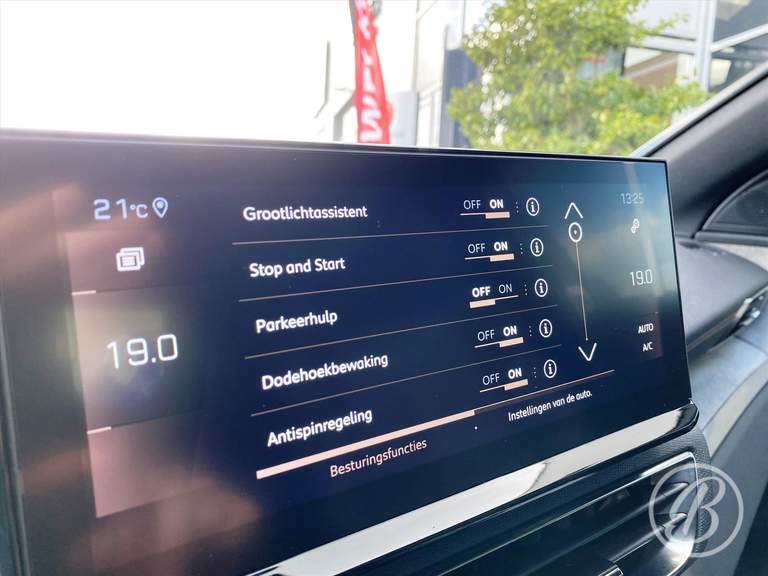 21°C
13:25
Grootlichtassistent OFF ON
Stop and Start OFF ON
Parkeerhulp OFF ON
Dodehoekbewaking OFF ON
Antispinregeling OFF ON
19.0
19.0
AUTO
A/C
Besturingsfuncties
Instellingen van de auto.
B